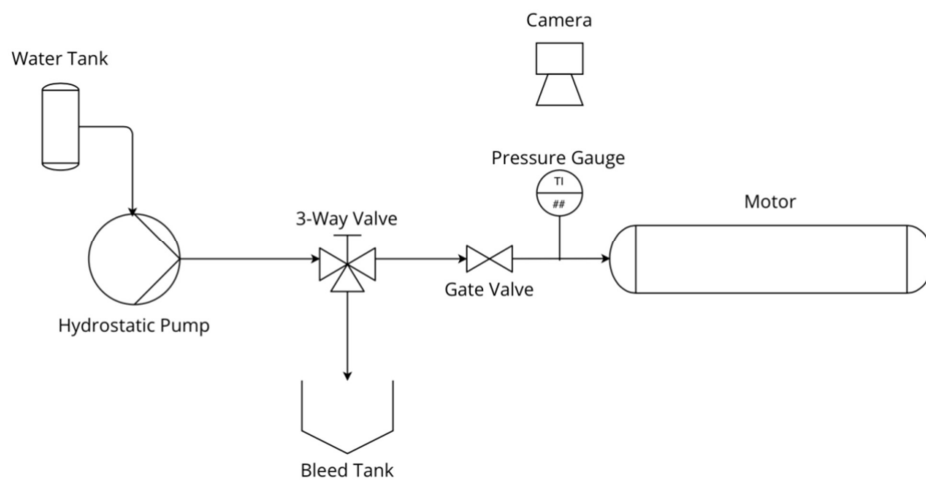 Camera
Water Tank
Pressure Gauge
TI
##
Motor
3-Way Valve
Gate Valve
Hydrostatic Pump
Bleed Tank